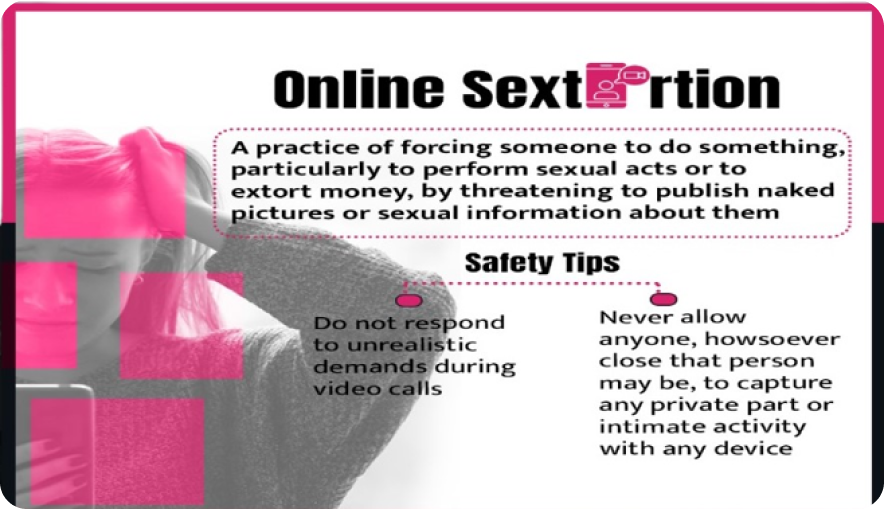 Online Sextortion
A practice of forcing someone to do something,
particularly to perform sexual acts or to
extort money, by threatening to publish naked
pictures or sexual information about them
Safety Tips
Do not respond
to unrealistic
demands during
video calls
Never allow
anyone, howsoever
close that person
may be, to capture
any private part or
intimate activity
with any device